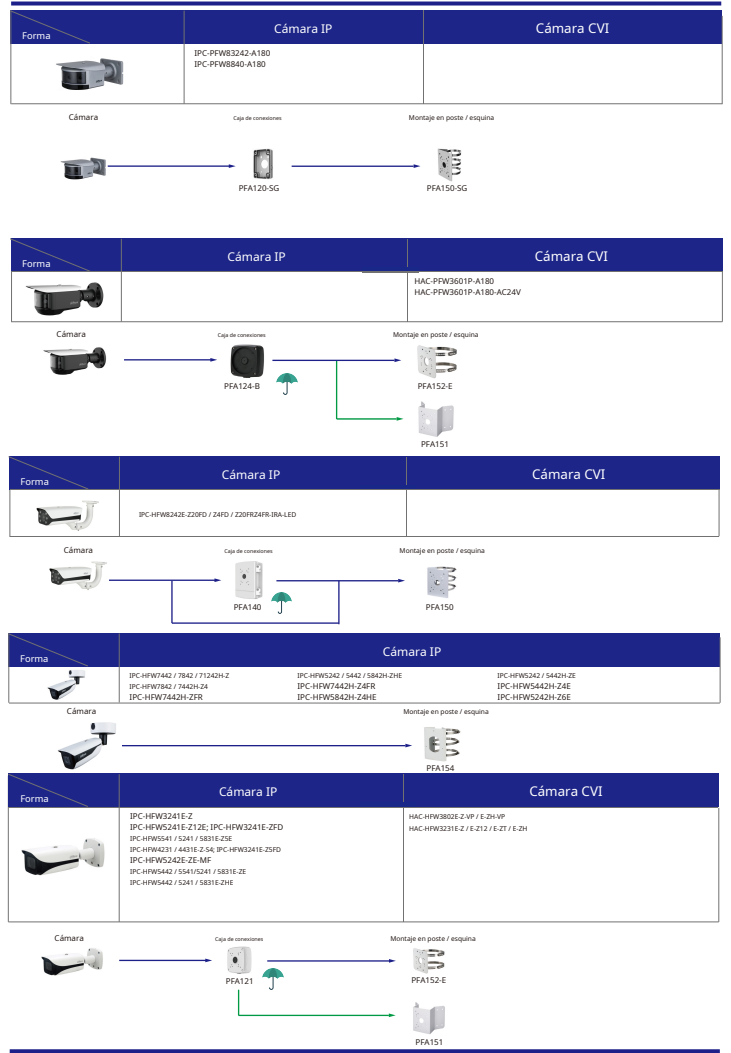 Forma
Cámara IP
Cámara CVI
IPC-PFW83242-A180
IPC-PFW8840-A180
Cámara
Caja de conexiones
Montaje en poste / esquina
PFA120-SG
PFA150-SG
Forma
Cámara IP
Cámara CVI
HAC-PFW3601P-A180
HAC-PFW3601P-A180-AC24V
Cámara
Caja de conexiones
Montaje en poste / esquina
PFA124-B
PFA152-E
PFA151
Forma
Cámara IP
Cámara CVI
IPC-HFW8242E-Z20FD / Z4FD / Z20FRZ4FR-IRA-LED
Cámara
Caja de conexiones
Montaje en poste / esquina
PFA140
PFA150
Forma
Cámara IP
IPC-HFW7442 / 7842 / 71242H-Z
IPC-HFW5242 / 5442 / 5842H-ZHE
IPC-HFW5242 / 5442H-ZE
IPC-HFW7842 / 7442H-Z4
IPC-HFW7442H-Z4FR
IPC-HFW5442H-Z4E
IPC-HFW7442H-ZFR
IPC-HFW5842H-Z4HE
IPC-HFW5242H-Z6E
Cámara
Montaje en poste / esquina
PFA154
Forma
Cámara IP
Cámara CVI
IPC-HFW3241E-Z
IPC-HFW5241E-Z12E; IPC-HFW3241E-ZFD
IPC-HFW5541 / 5241 / 5831E-Z5E
IPC-HFW4231 / 4431E-Z-S4; IPC-HFW3241E-Z5FD
IPC-HFW5242E-ZE-MF
IPC-HFW5442 / 5541/5241 / 5831E-ZE
IPC-HFW5442 / 5241 / 5831E-ZHE
HAC-HFW3802E-Z-VP / E-ZH-VP
HAC-HFW3231E-Z / E-Z12 / E-ZT / E-ZH
Cámara
Caja de conexiones
Montaje en poste / esquina
PFA121
PFA152-E
PFA151